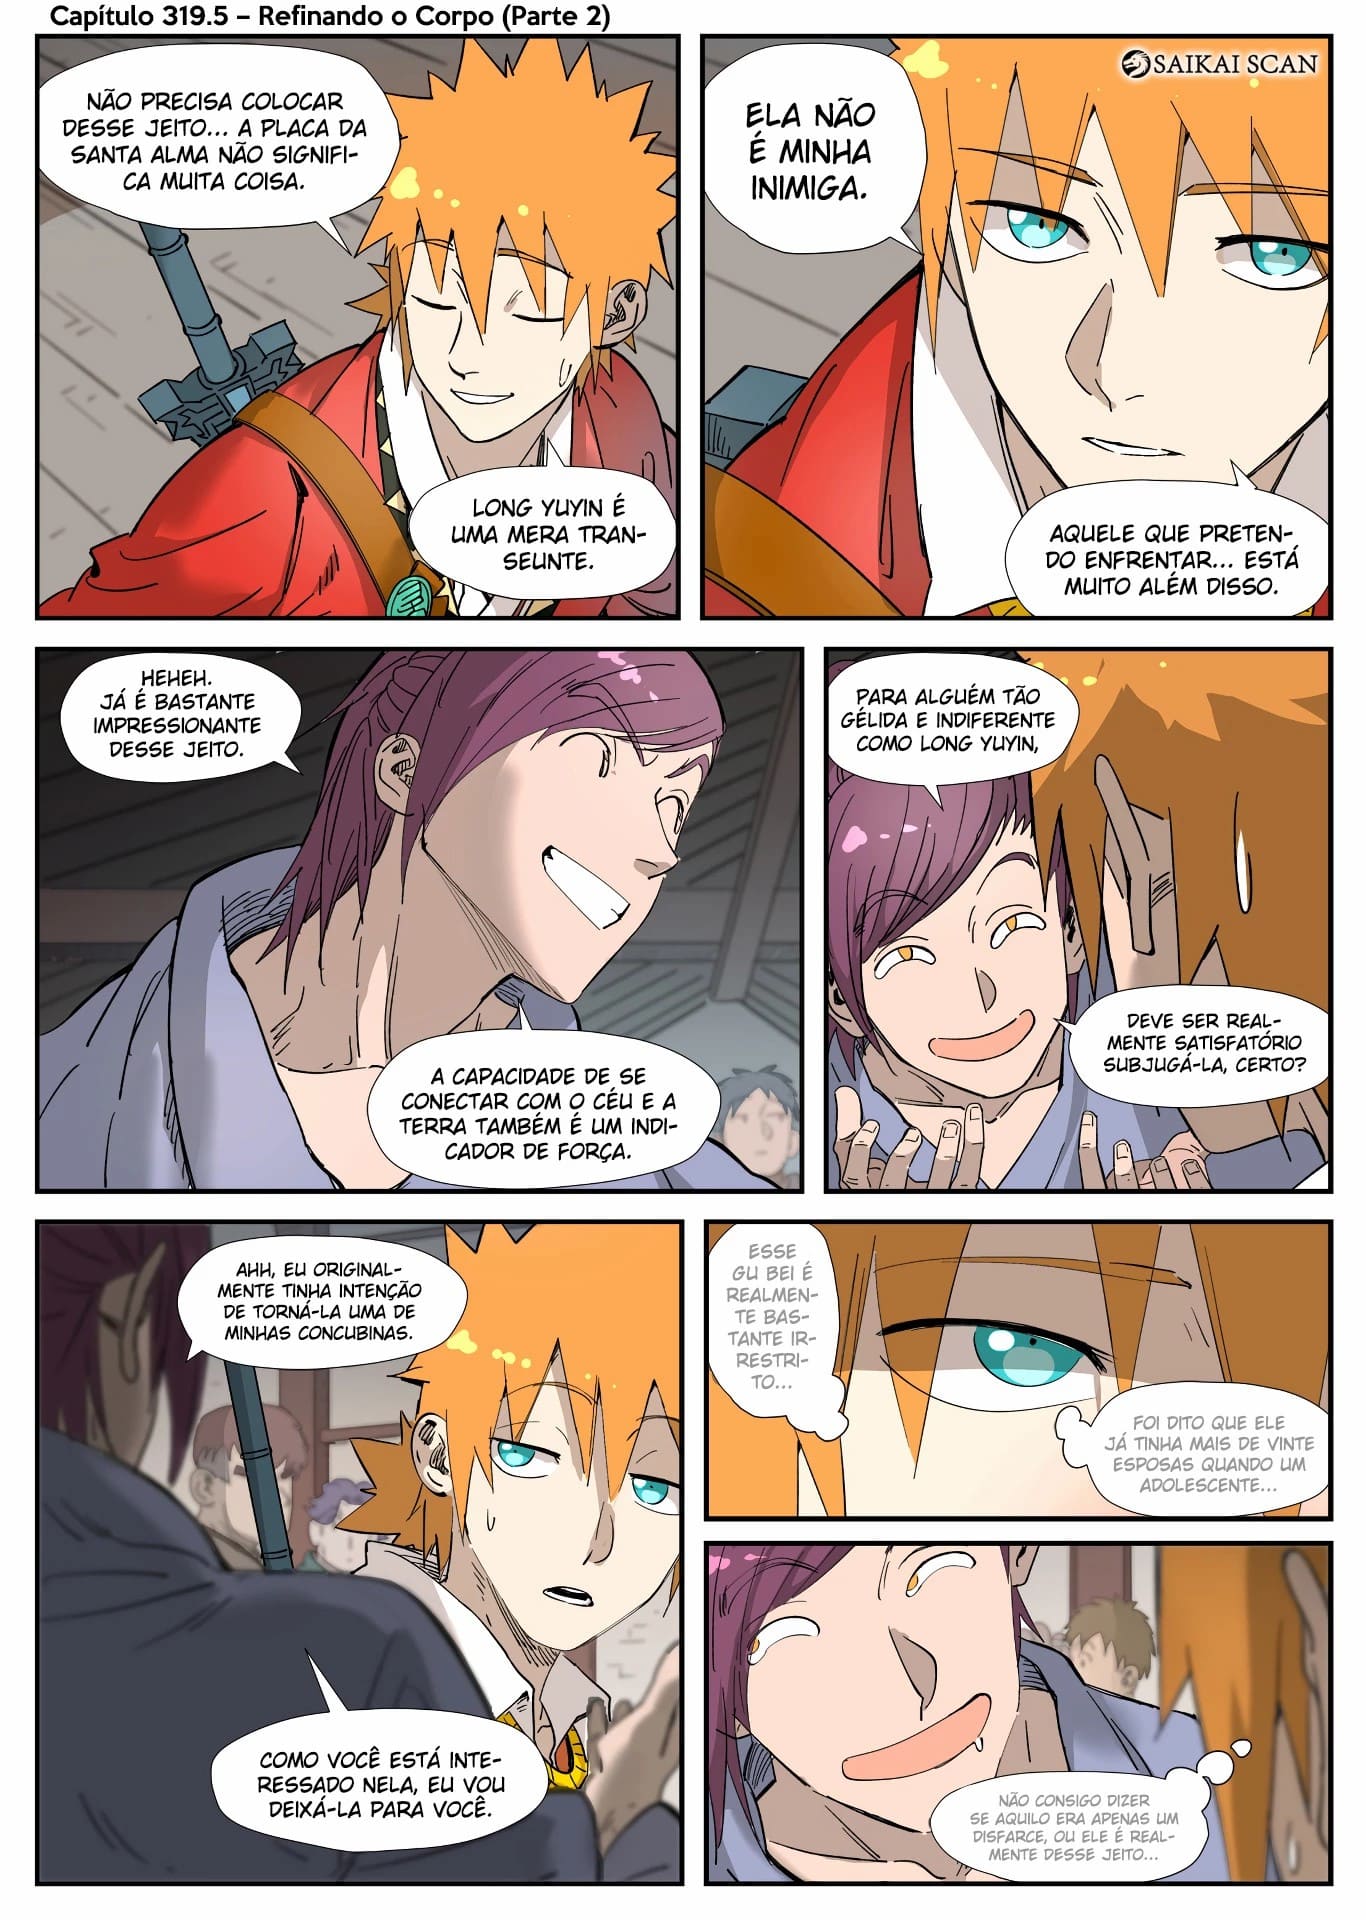 Capítulo 319.5 – Refinando o Corpo (Parte 2)
NÃO PRECISA COLOCAR
DESSE JEITO... A PLACA DA
SANTA ALMA NÃO SIGNIFI-
CA MUITA COISA.
LONG YUYIN É
UMA MERA TRAN-
SEUNTE.
SAIKAI SCAN
ELA NÃO
É MINHA
INIMIGA.
AQUELE QUE PRETEN-
DO ENFRENTAR... ESTÁ
MUITO ALÉM DISSO.
HEHEH.
JÁ É BASTANTE
IMPRESSIONANTE
DESSE JEITO.
A CAPACIDADE DE SE
CONECTAR COM O CÉU E A
TERRA TAMBÉM É UM INDI-
CADOR DE FORÇA.
PARA ALGUÉM TÃO
GÉLIDA E INDIFERENTE
COMO LONG YUYIN,
DEVE SER REAL-
MENTE SATISFATÓRIO
SUBJUGÁ-LA, CERTO?
AHH, EU ORIGINAL-
MENTE TINHA INTENÇÃO
DE TORNÁ-LA UMA DE
MINHAS CONCUBINAS.
COMO VOCÊ ESTÁ INTE-
RESSADO NELA, EU VOU
DEIXÁ-LA PARA VOCÊ.
ESSE
GU BEI É
REALMEN-
TE BAS-
TANTE IR-
RESTRI-
TO...
FOI DITO QUE ELE
JÁ TINHA MAIS DE VINTE
ESPOSAS QUANDO UM
ADOLESCENTE...
NÃO CONSIGO DIZER
SE AQUILO ERA APENAS UM
DISFARCE, OU ELE É REAL-
MENTE DESSE JEITO...